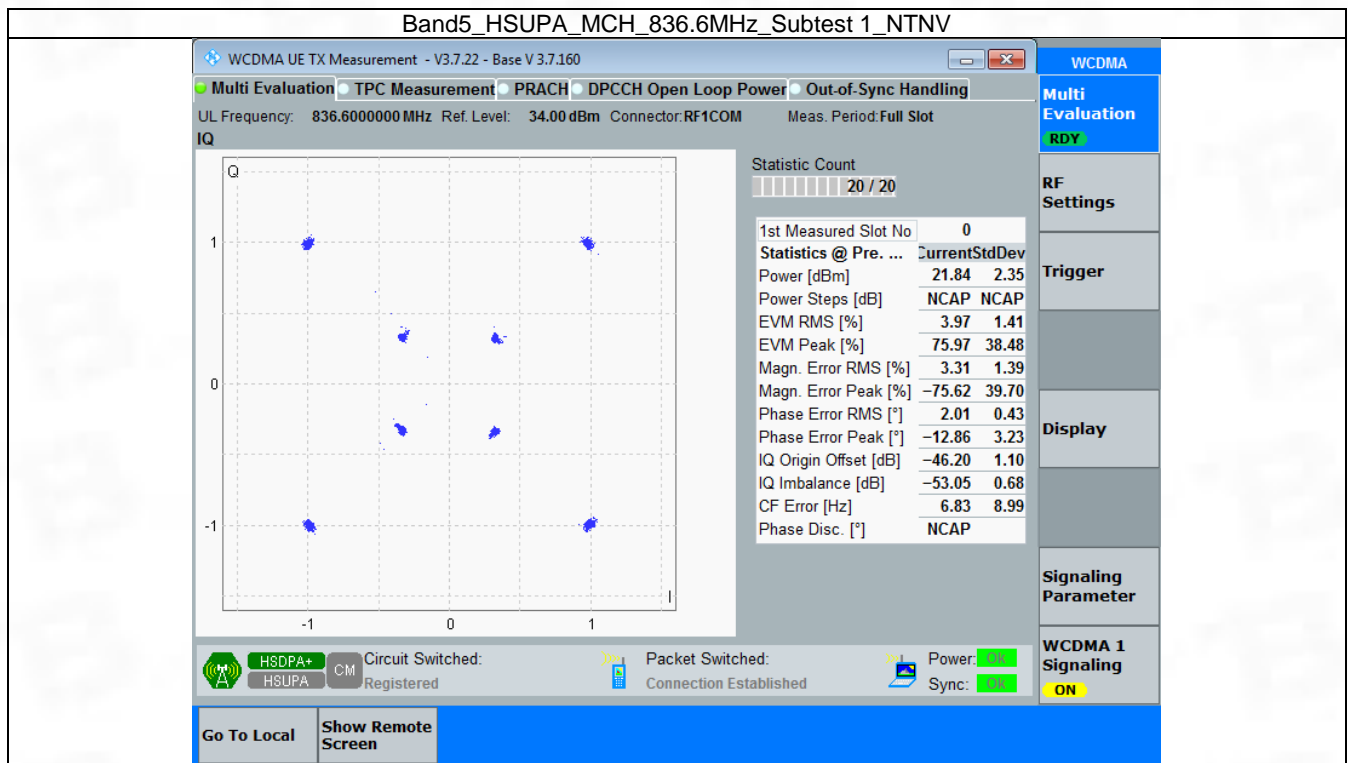 Band5_HSUPA_MCH_836.6MHz_Subtest 1_NTNV
WCDMA UE TX Measurement - V3.7.22 - Base V 3.7.160
WCDMA
Multi Evaluation TPC Measurement PRACH DPCCH Open Loop Power Out-of-Sync Handling
Multi
Evaluation
RDY
UL Frequency: 836.6000000 MHz Ref. Level: 34.00 dBm Connector: RF1COM Meas. Period: Full Slot
IQ
Q
1
0
-1
I
-1 0 1
Statistic Count
20 / 20
1st Measured Slot No 0
Statistics @ Pre. ... Current StdDev
Power [dBm] 21.84 2.35
Power Steps [dB] NCAP NCAP
EVM RMS [%] 3.97 1.41
EVM Peak [%] 75.97 38.48
Magn. Error RMS [%] 3.31 1.39
Magn. Error Peak [%] −75.62 39.70
Phase Error RMS [°] 2.01 0.43
Phase Error Peak [°] −12.86 3.23
IQ Origin Offset [dB] −46.20 1.10
IQ Imbalance [dB] −53.05 0.68
CF Error [Hz] 6.83 8.99
Phase Disc. [°] NCAP
RF
Settings
Trigger
Display
Signaling
Parameter
WCDMA 1
Signaling
ON
HSDPA+
HSUPA
CM
Circuit Switched:
Registered
Packet Switched:
Connection Established
Power: Ok
Sync: Ok
Go To Local
Show Remote
Screen